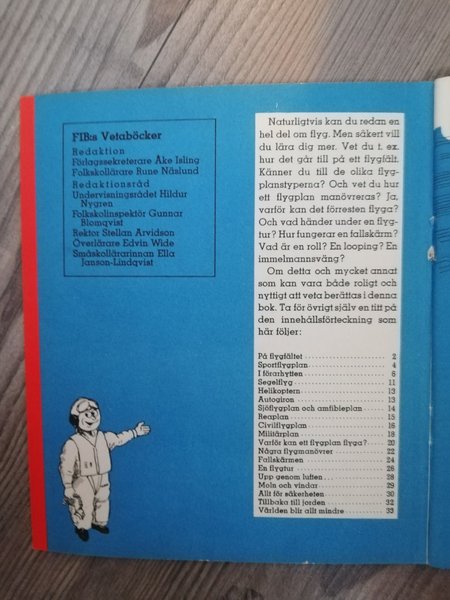 FIB:s Vetaböcker
Redaktion
Förlagssekreterare Åke Isling
Folkskollärare Rune Näslund
Redaktionsråd
Undervisningsrådet Hildur
Nygren
Folkskolinspektör Gunnar
Blomqvist
Rektor Stellan Arvidson
Överlärare Edvin Wide
Småskollärarinnan Ella
Janson-Lindqvist
Naturligtvis kan du redan en
hel del om flyg. Men säkert vill
du lära dig mer. Vet du t. ex.
hur det går till på ett flygfält.
Känner du till de olika flyg-
planstyperna? Och vet du hur
ett flygplan manövreras? Ja,
varför kan det förresten flyga?
Och vad händer under en flyg-
tur? Hur fungerar en fallskärm?
Vad är en roll? En looping? En
immelmannsväng?
Om detta och mycket annat
som kan vara både roligt och
nyttigt att veta berättas i denna
bok. Ta för övrigt själv en titt på
den innehållsförteckning som
här följer:
På flygfältet 2
Sportflygplan 4
I förarhytten 6
Segelflyg 11
Helikoptern 13
Autogiron 13
Sjöflygplan och amfibieplan 14
Reaplan 15
Civilflygplan 16
Militärplan 18
Varför kan ett flygplan flyga? 20
Några flygmanövrer 22
Fallskärmen 24
En flygtur 26
Upp genom luften 28
Moln och vindar 29
Allt för säkerheten 30
Tillbaka till jorden 32
Världen blir allt mindre 33